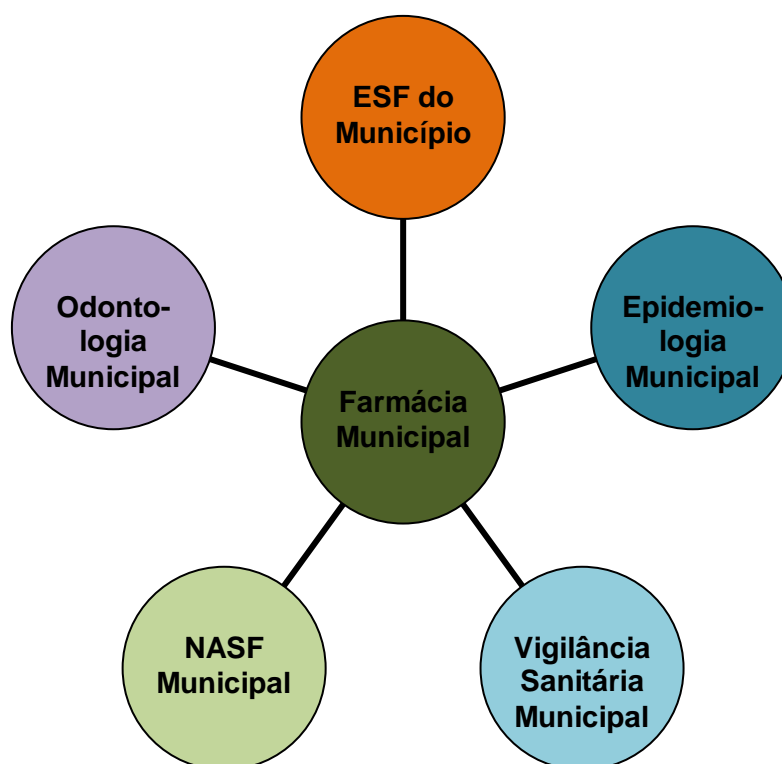 ESF do
Município
Odonto-
logia
Municipal
Epidemio-
logia
Municipal
Farmácia
Municipal
NASF
Municipal
Vigilância
Sanitária
Municipal